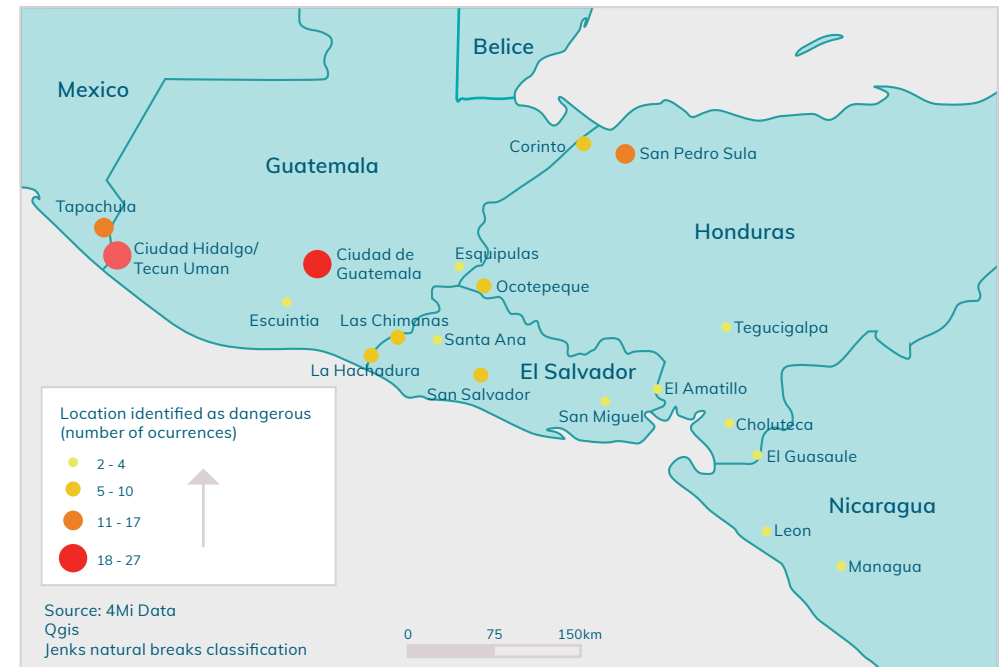 Belice
Mexico
Corinto
San Pedro Sula
Guatemala
Tapachula
Honduras
Ciudad Hidalgo/
Tecun Uman
Ciudad de
Guatemala
Esquipulas
Ocotepeque
Escuintia
Las Chimanas
Tegucigalpa
Santa Ana
La Hachadura
El Salvador
San Salvador
El Amatillo
San Miguel
Choluteca
El Guasaule
Nicaragua
Leon
Managua
Location identified as dangerous
(number of ocurrences)
2 - 4
5 - 10
11 - 17
18 - 27
Source: 4Mi Data
Qgis
Jenks natural breaks classification
0 75 150km